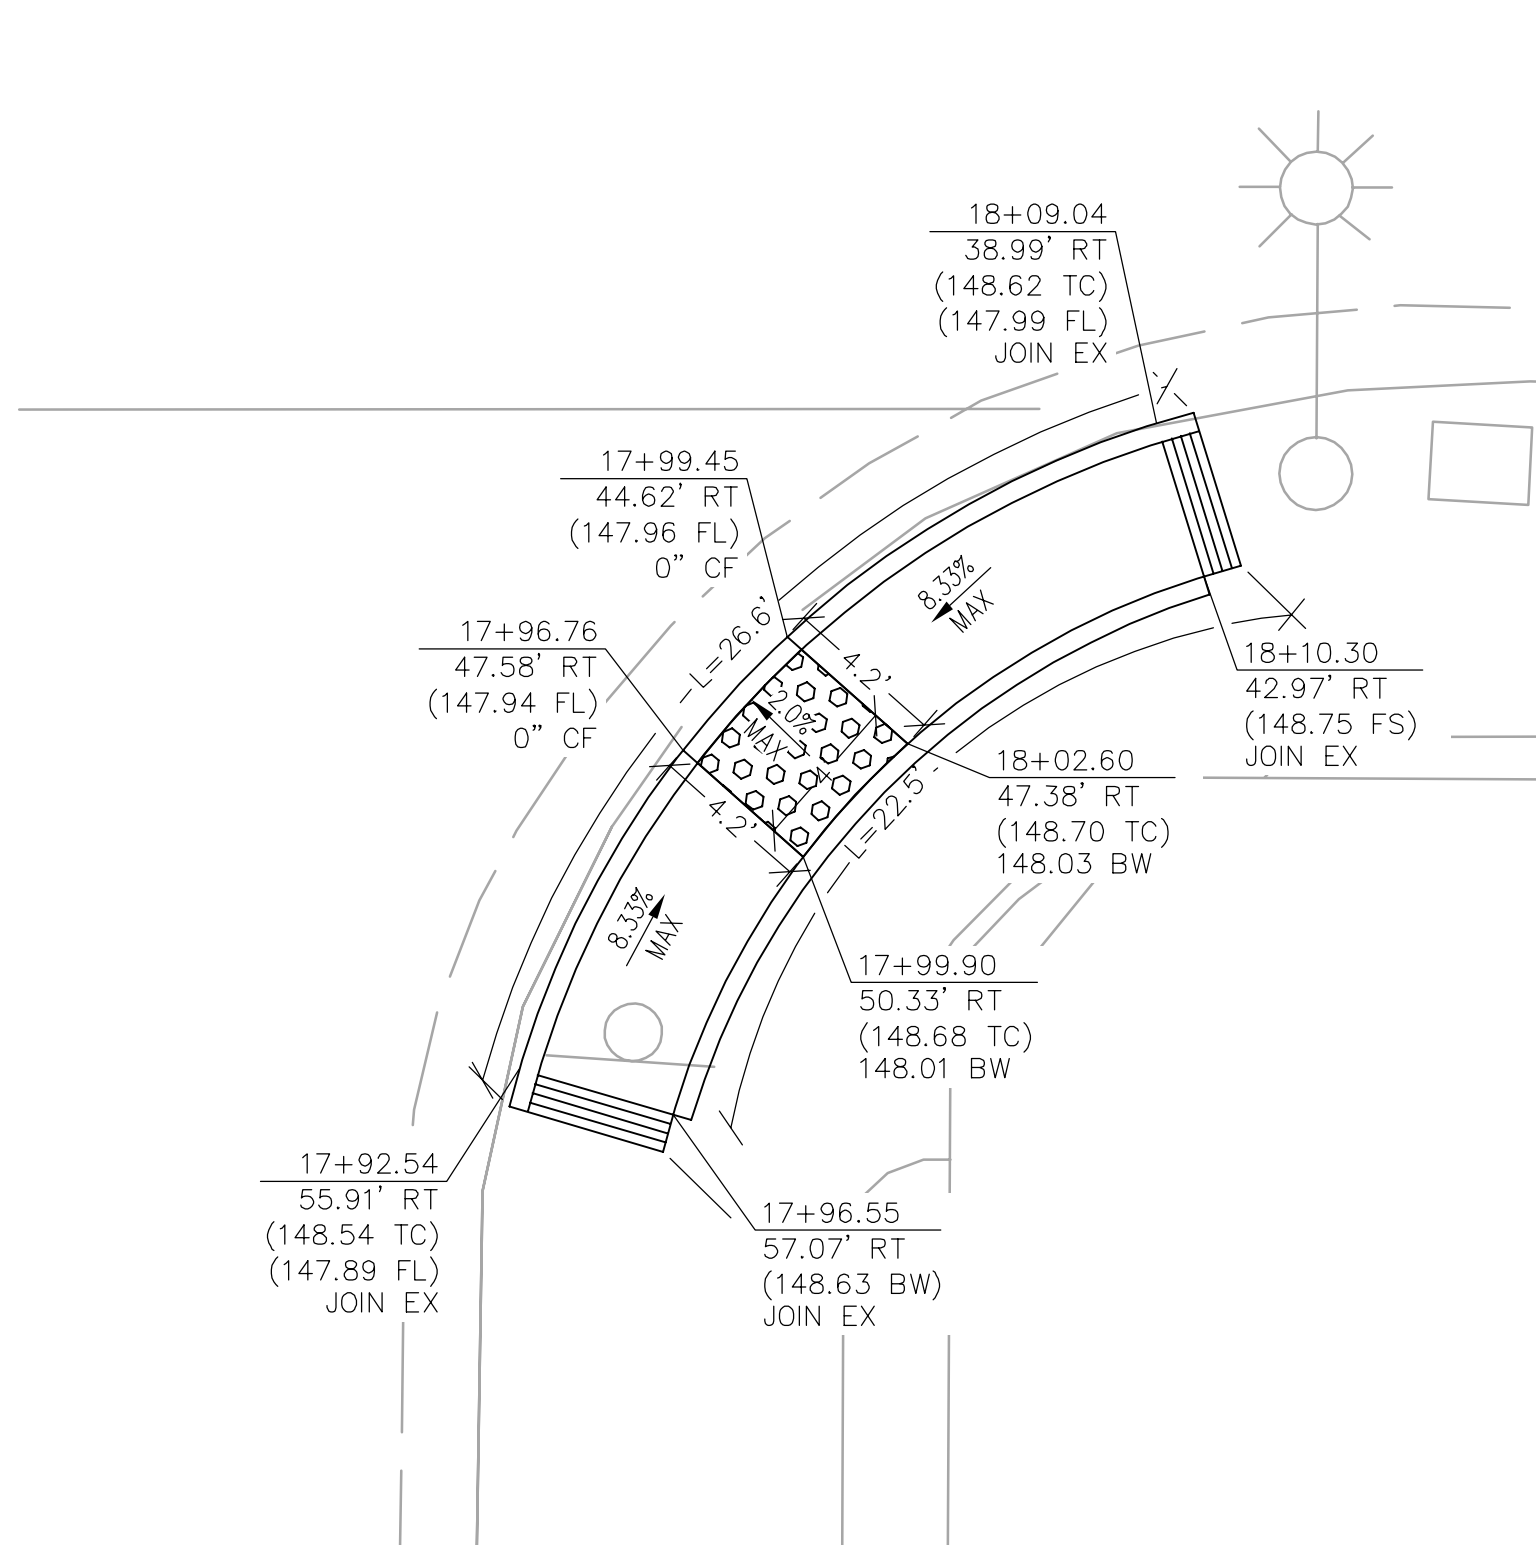 18+09.04
38.99' RT
(148.62 TC)
(147.99 FL)
JOIN EX
17+99.45
44.62' RT
(147.96 FL)
0" CF
17+96.76
47.58' RT
(147.94 FL)
0" CF
L=26.6'
8.33%
MAX
4.2'
2.0%
MAX
4'
4.2'
L=22.5'
18+10.30
42.97' RT
(148.75 FS)
JOIN EX
18+02.60
47.38' RT
(148.70 TC)
148.03 BW
8.33%
MAX
17+99.90
50.33' RT
(148.68 TC)
148.01 BW
17+92.54
55.91' RT
(148.54 TC)
(147.89 FL)
JOIN EX
17+96.55
57.07' RT
(148.63 BW)
JOIN EX